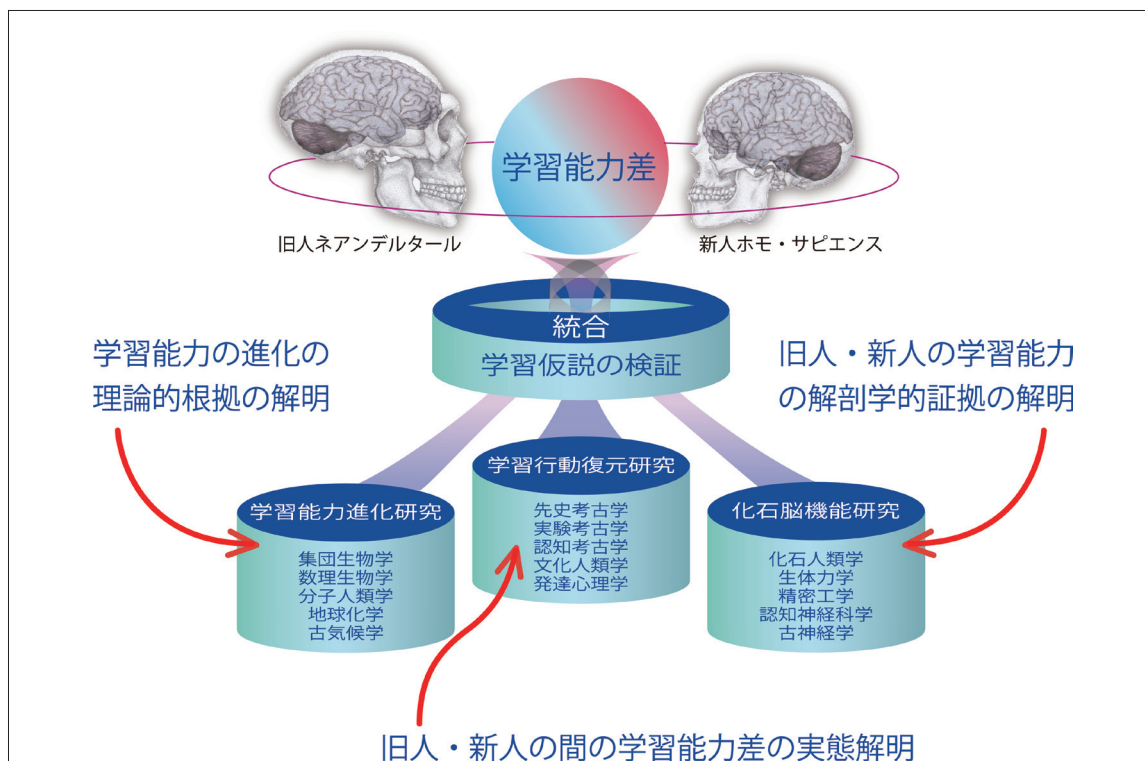 学習能力差
旧人ネアンデルタール
新人ホモ・サピエンス
統合
学習仮説の検証
学習能力の進化の
理論的根拠の解明
旧人・新人の学習能力
の解剖学的証拠の解明
学習能力進化研究
集団生物学
数理生物学
分子人類学
地球化学
古気候学
学習行動復元研究
先史考古学
実験考古学
認知考古学
文化人類学
発達心理学
化石脳機能研究
化石人類学
生体力学
精密工学
認知神経科学
古神経学
旧人・新人の間の学習能力差の実態解明